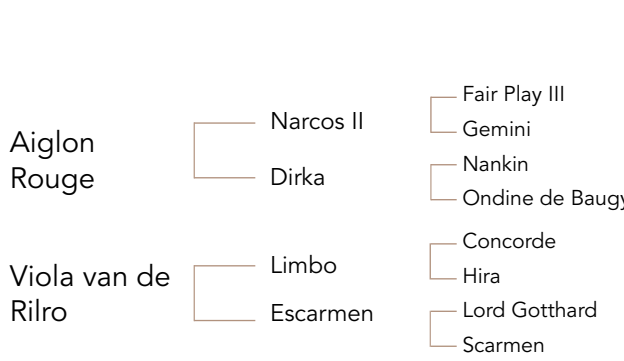 Fair Play III
Narcos II
Gemini
Aiglon
Rouge
Nankin
Dirka
Ondine de Baugy
Concorde
Limbo
Hira
Viola van de
Rilro
Lord Gotthard
Escarmen
Scarmen